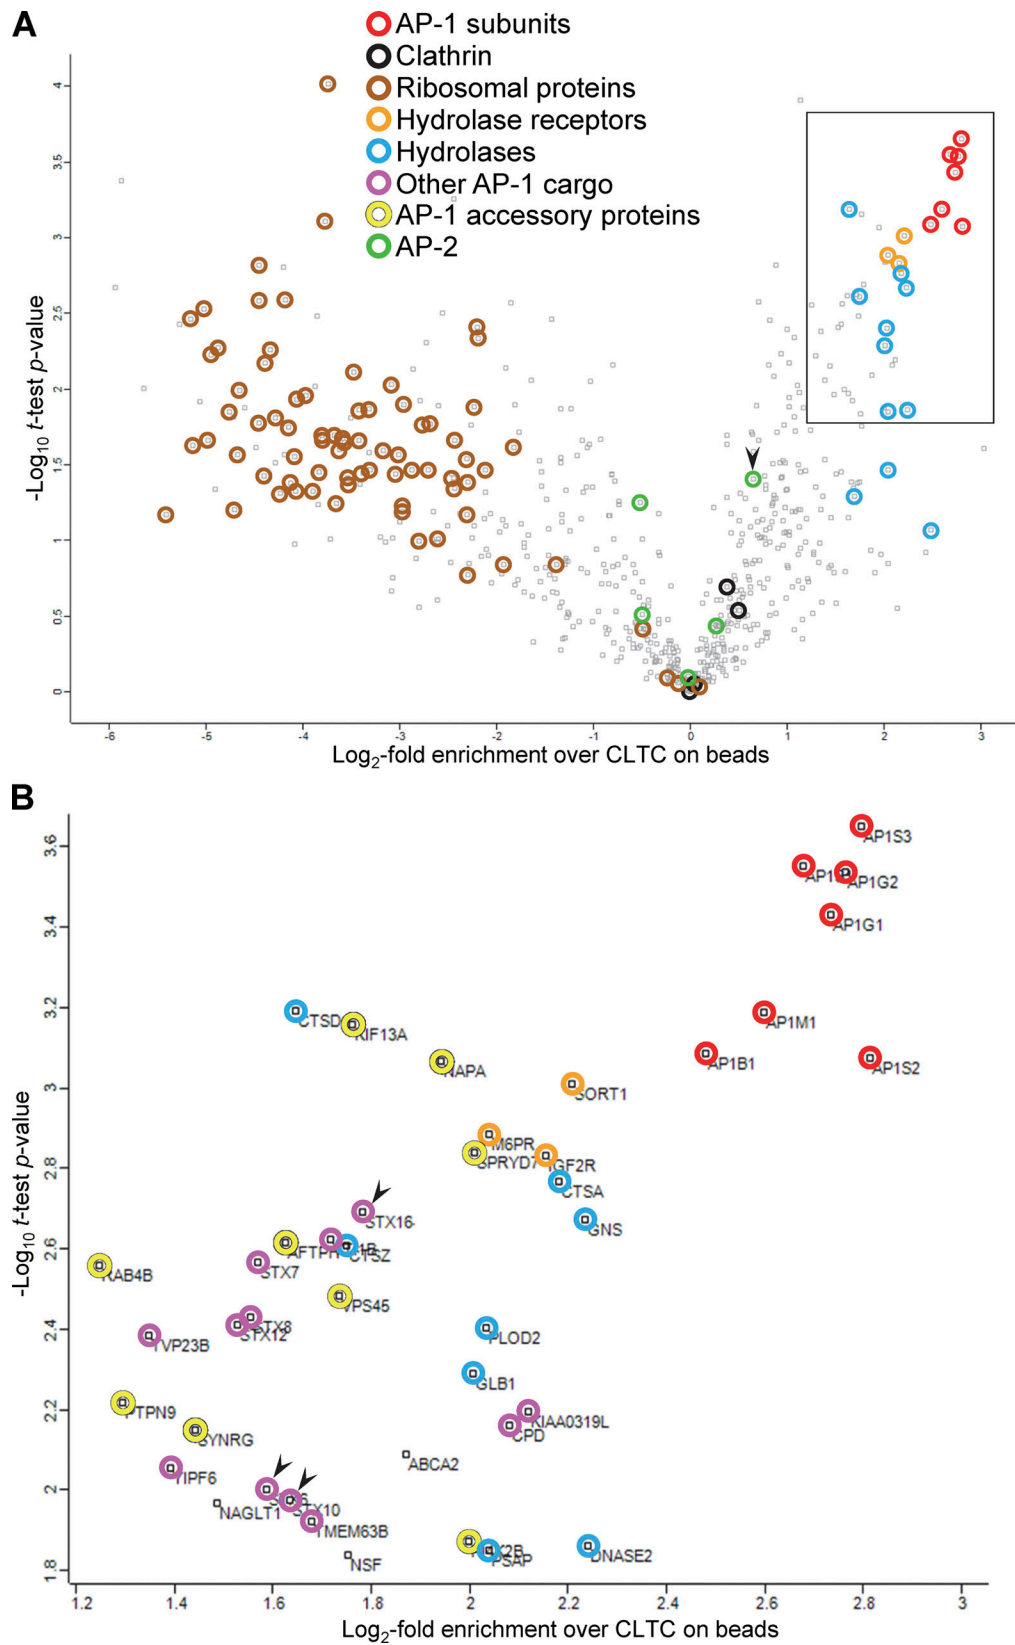 A
AP-1 subunits
Clathrin
Ribosomal proteins
Hydrolase receptors
Hydrolases
Other AP-1 cargo
AP-1 accessory proteins
AP-2
-Log10 t-test p-value
4
3.5
3
2.5
2
1.5
1
0.5
0
-6 -5 -4 -3 -2 -1 0 1 2 3
Log2-fold enrichment over CLTC on beads
B
-Log10 t-test p-value
3.6
3.4
3.2
3
2.8
2.6
2.4
2.2
2
1.8
AP1S3
AP1G2
AP1G1
AP1M1
AP1B1
AP1S2
CTSD
KIF13A
NAPA
SORT1
M6PR
SPRYD7
IGF2R
CTSA
GNS
STX16
AFTPH
CTSZ
RAB4B
STX7
VPS45
STX8
STX12
TVP23B
PLOD2
GLB1
PTPN9
KIAA0319L
CPD
SYNRG
ABCA2
YIPF6
STX10
NAGLT1
TMEM63B
NSF
PSAP
DNASE2
1.2 1.4 1.6 1.8 2 2.2 2.4 2.6 2.8 3
Log2-fold enrichment over CLTC on beads